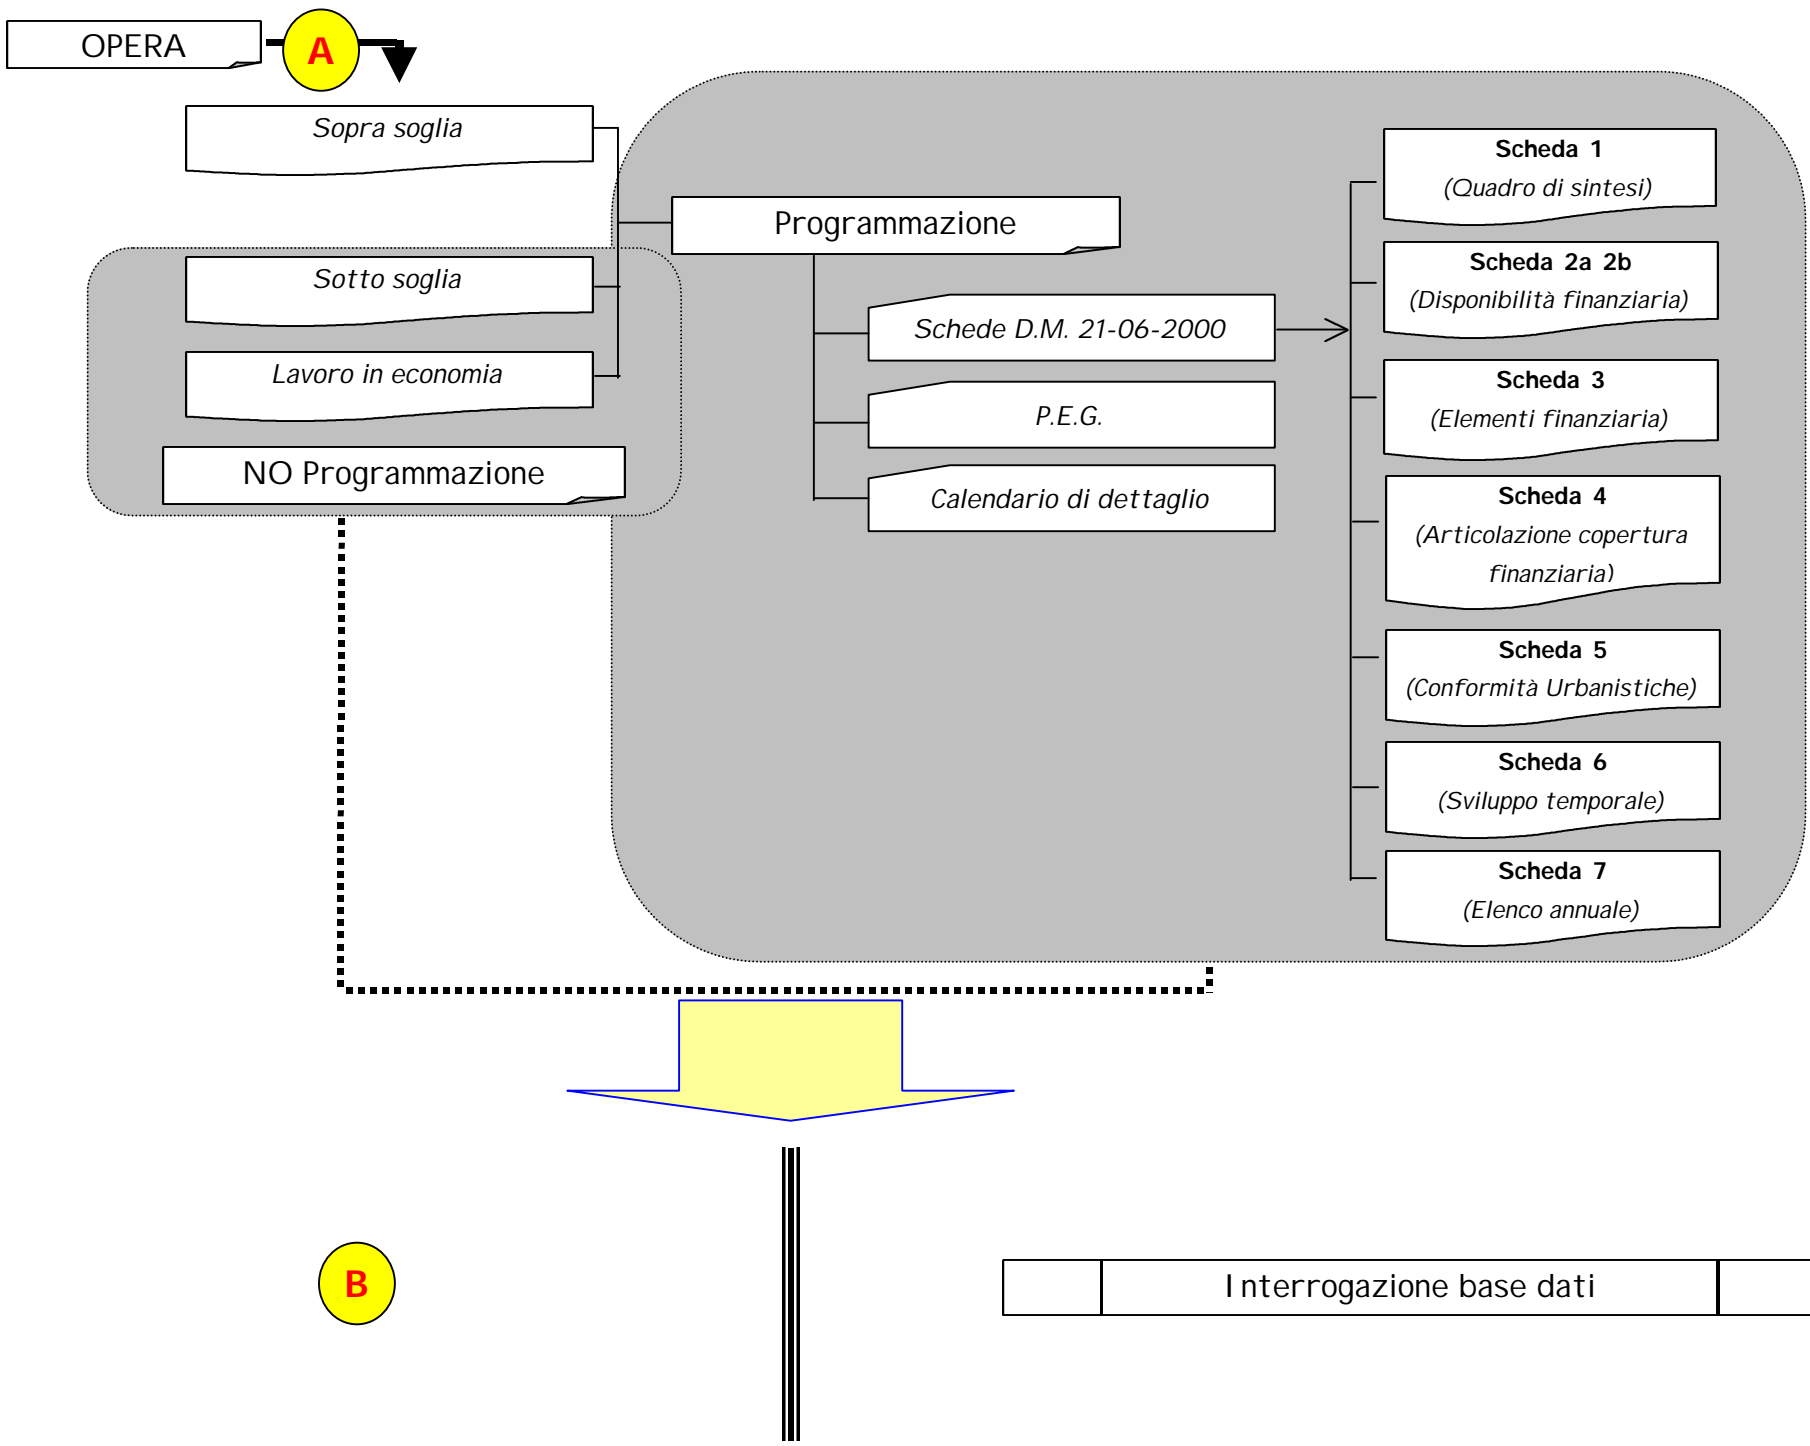 OPERA
A
Sopra soglia
Sotto soglia
Lavoro in economia
NO Programmazione
Programmazione
Schede D.M. 21-06-2000
P.E.G.
Calendario di dettaglio
Scheda 1
(Quadro di sintesi)
Scheda 2a 2b
(Disponibilità finanziaria)
Scheda 3
(Elementi finanziaria)
Scheda 4
(Articolazione copertura
finanziaria)
Scheda 5
(Conformità Urbanistiche)
Scheda 6
(Sviluppo temporale)
Scheda 7
(Elenco annuale)
B
Interrogazione base dati